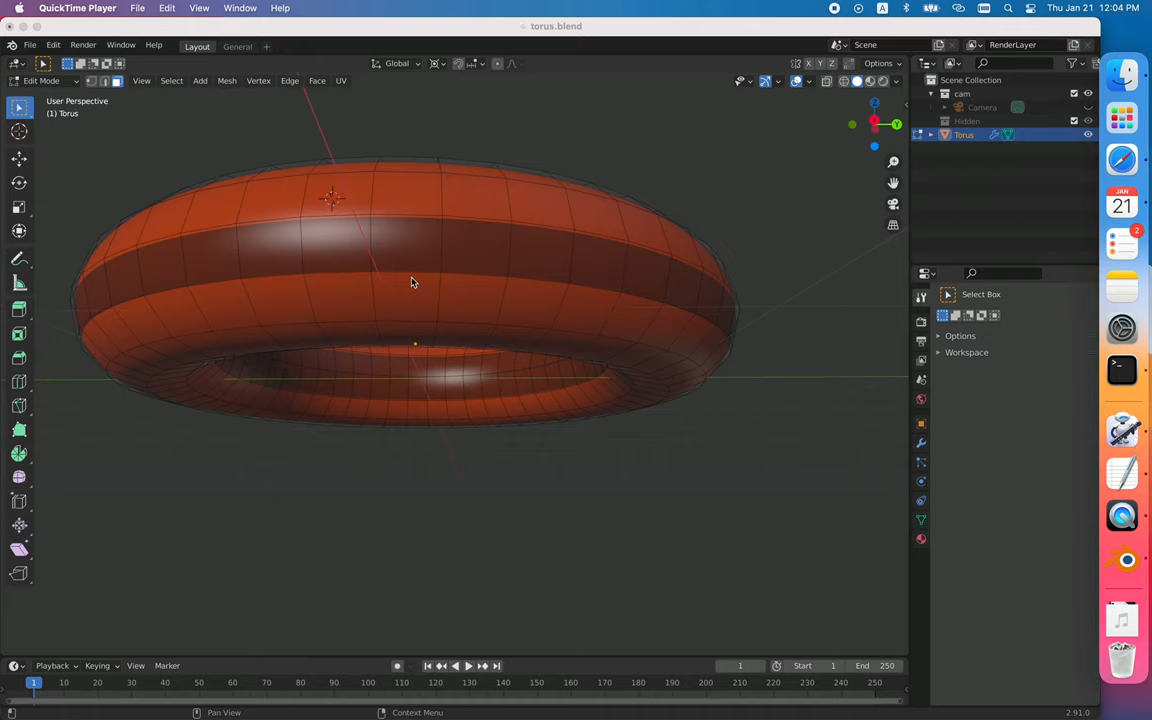 QuickTime Player File Edit View Window Help
A
Thu Jan 21 12:04 PM
torus.blend
File Edit Render Window Help Layout General +
Scene RenderLayer
Global X Y Z Options
Edit Mode View Select Add Mesh Vertex Edge Face UV
User Perspective
(1) Torus
Z
Y
Scene Collection
cam
Camera
Hidden
Torus
Select Box
Options
Workspace
JAN
21
2
Playback Keying View Marker 1 Start 1 End 250
1 10 20 30 40 50 60 70 80 90 100 110 120 130 140 150 160 170 180 190 200 210 220 230 240 250
Pan View Context Menu 2.91.0